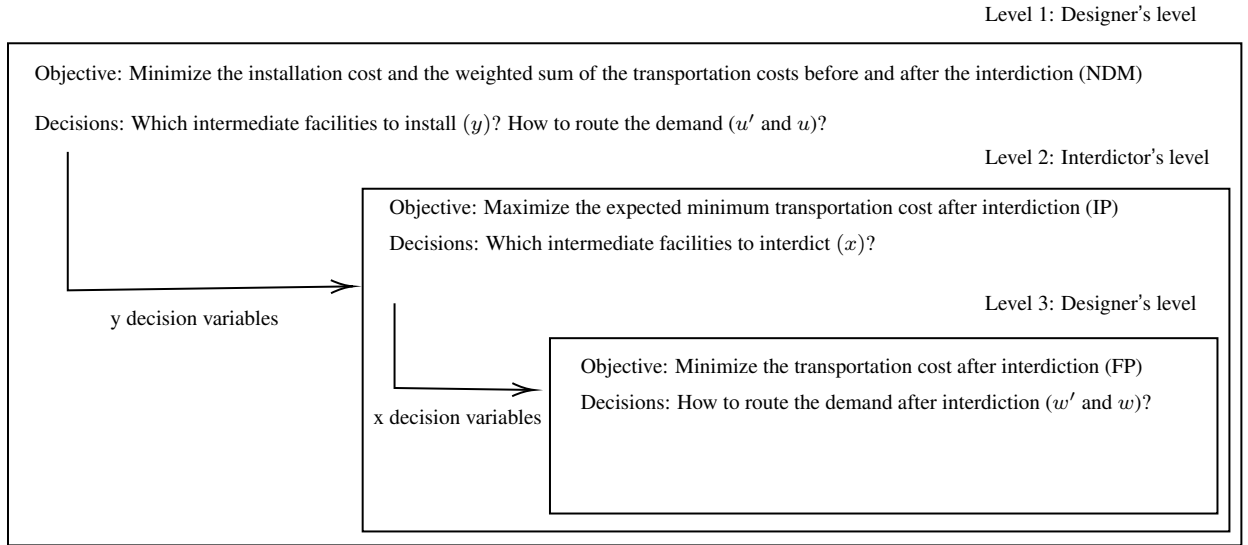 Level 1: Designer's level
Objective: Minimize the installation cost and the weighted sum of the transportation costs before and after the interdiction (NDM)
Decisions: Which intermediate facilities to install (y)? How to route the demand (u′ and u)?
Level 2: Interdictor's level
Objective: Maximize the expected minimum transportation cost after interdiction (IP)
Decisions: Which intermediate facilities to interdict (x)?
Level 3: Designer's level
y decision variables
Objective: Minimize the transportation cost after interdiction (FP)
Decisions: How to route the demand after interdiction (w′ and w)?
x decision variables